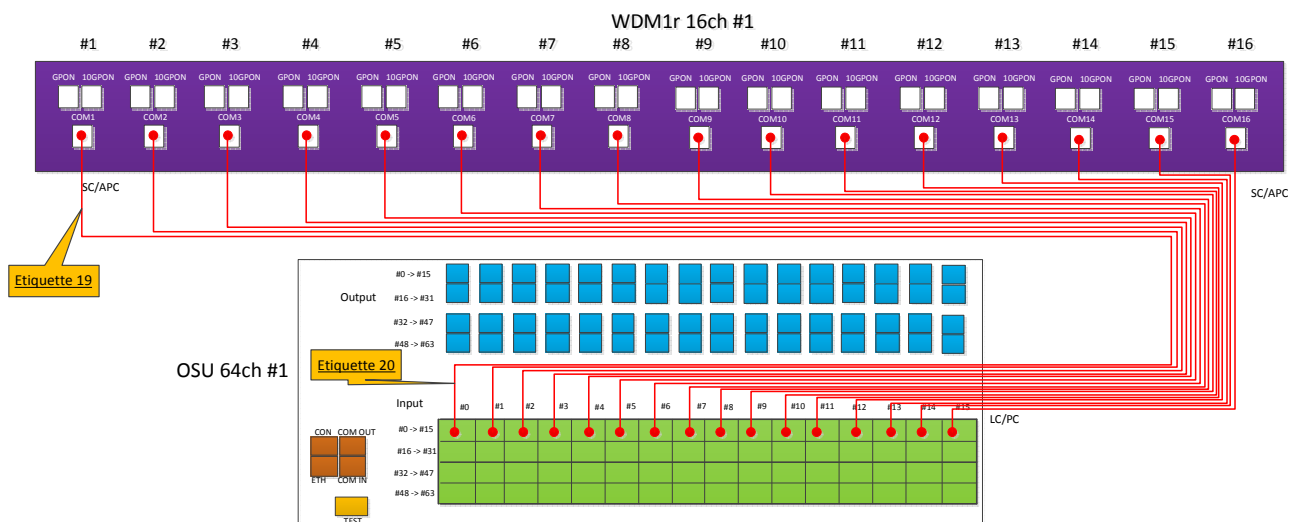 WDM1r 16ch #1
#1 #2 #3 #4 #5 #6 #7 #8 #9 #10 #11 #12 #13 #14 #15 #16
GPON 10GPON GPON 10GPON GPON 10GPON GPON 10GPON GPON 10GPON GPON 10GPON GPON 10GPON GPON 10GPON GPON 10GPON GPON 10GPON GPON 10GPON GPON 10GPON GPON 10GPON GPON 10GPON GPON 10GPON GPON 10GPON
COM1 COM2 COM3 COM4 COM5 COM6 COM7 COM8 COM9 COM10 COM11 COM12 COM13 COM14 COM15 COM16
SC/APC SC/APC
Etiquette 19
#0 -> #15
Output #16 -> #31
#32 -> #47
#48 -> #63
OSU 64ch #1
Etiquette 20
Input
#0 #1 #2 #3 #4 #5 #6 #7 #8 #9 #10 #11 #12 #13 #14 #15
LC/PC
CON COM OUT #0 -> #15
#16 -> #31
#32 -> #47
ETH COM IN
#48 -> #63
TEST